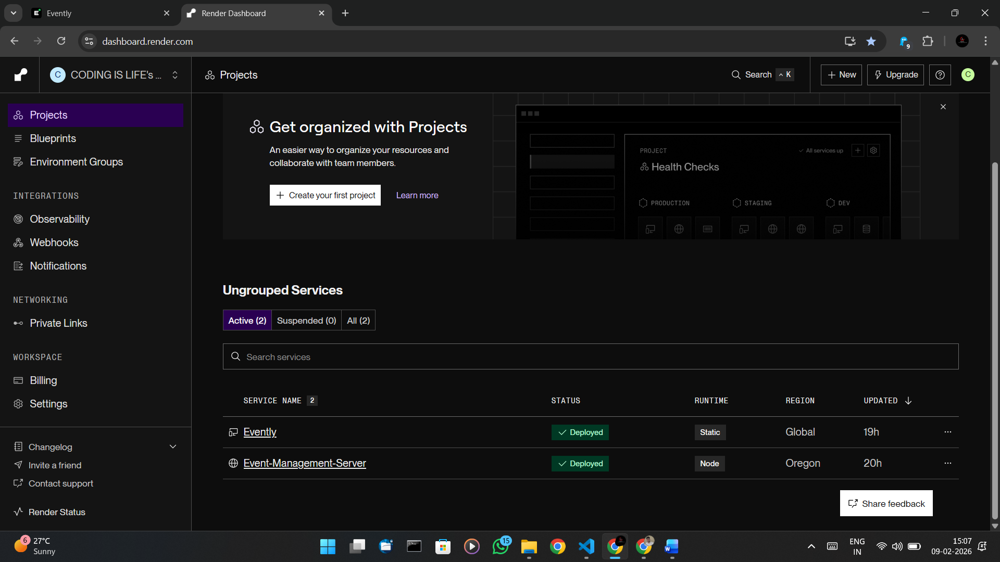 Evently
Render Dashboard
dashboard.render.com
9
C
CODING IS LIFE's ...
Projects
Search
K
New
Upgrade
C
Projects
Blueprints
Environment Groups
INTEGRATIONS
Observability
Webhooks
Notifications
NETWORKING
Private Links
WORKSPACE
Billing
Settings
Changelog
Invite a friend
Contact support
Render Status
Get organized with Projects
An easier way to organize your resources and
collaborate with team members.
Create your first project
Learn more
PROJECT
All services up
Health Checks
PRODUCTION
STAGING
DEV
Ungrouped Services
Active (2)
Suspended (0)
All (2)
Search services
SERVICE NAME 2
STATUS
RUNTIME
REGION
UPDATED
Evently
Deployed
Static
Global
19h
Event-Management-Server
Deployed
Node
Oregon
20h
Share feedback
6
27°C
Sunny
15
ENG
IN
15:07
09-02-2026